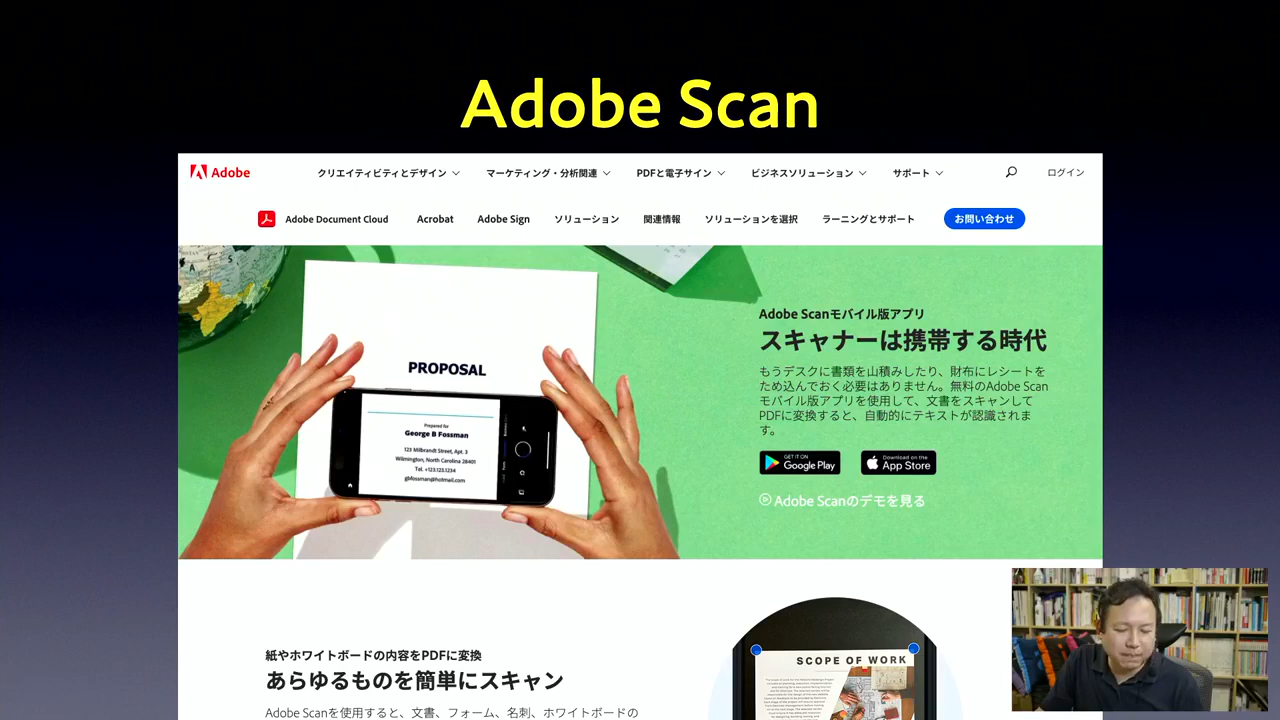 Adobe Scan
Adobe
クリエイティビティとデザイン
マーケティング・分析関連
PDFと電子サイン
ビジネスソリューション
サポート
ログイン
Adobe Document Cloud
Acrobat
Adobe Sign
ソリューション
関連情報
ソリューションを選択
ラーニングとサポート
お問い合わせ
PROPOSAL
Prepared for
George B Fossman
123 Milbrandt Street, Apt. 3
Wilmington, North Carolina 28401
Tel. +123.123.1234
gbfossman@hotmail.com
Adobe Scanモバイル版アプリ
スキャナーは携帯する時代
もうデスクに書類を山積みしたり、財布にレシートを
ため込んでおく必要はありません。無料のAdobe Scan
モバイル版アプリを使用して、文書をスキャンして
PDFに変換すると、自動的にテキストが認識されま
す。
GET IT ON
Google Play
Download on the
App Store
Adobe Scanのデモを見る
紙やホワイトボードの内容をPDFに変換
あらゆるものを簡単にスキャン
Adobe Scanを使用すると、文書、フォーム、
ホワイトボードの
SCOPE OF WORK